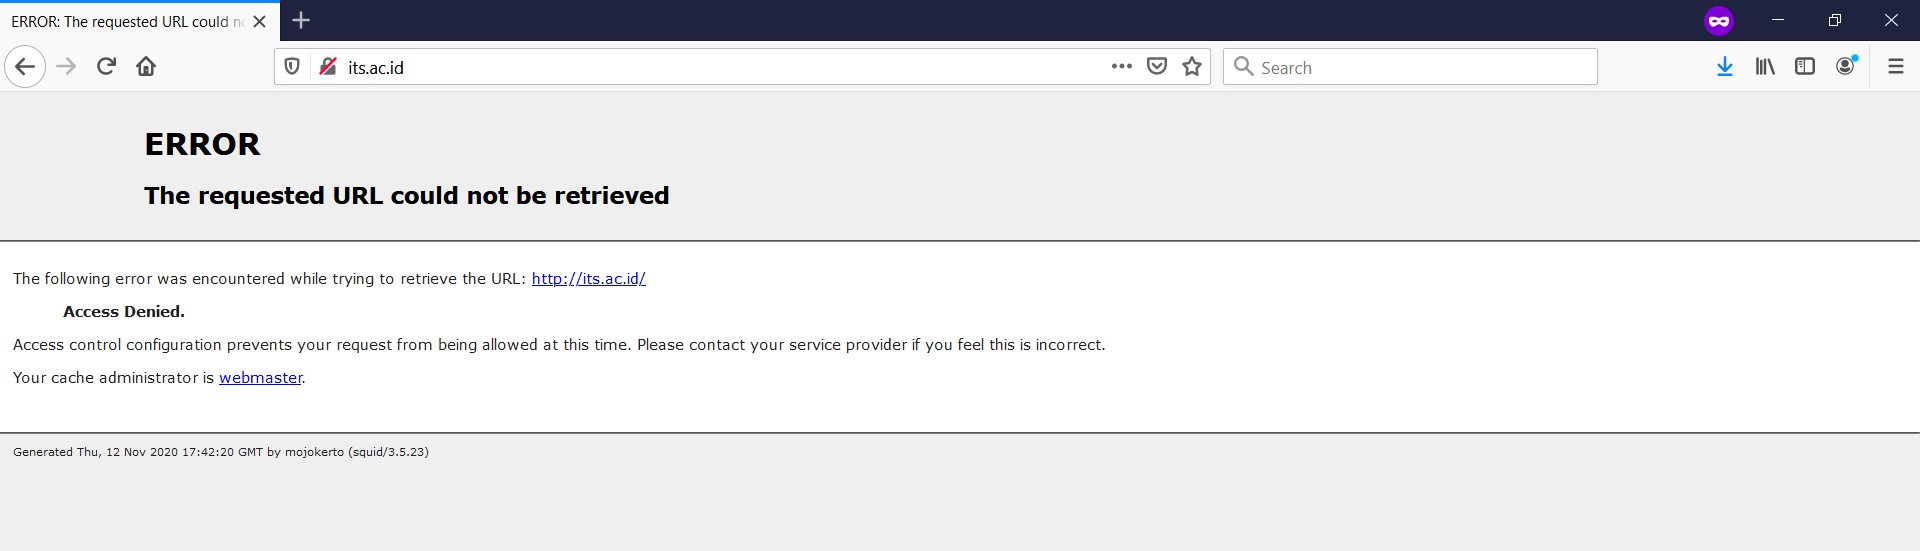 ERROR: The requested URL could n
its.ac.id
Search
ERROR
The requested URL could not be retrieved
The following error was encountered while trying to retrieve the URL: http://its.ac.id/
Access Denied.
Access control configuration prevents your request from being allowed at this time. Please contact your service provider if you feel this is incorrect.
Your cache administrator is webmaster.
Generated Thu, 12 Nov 2020 17:42:20 GMT by mojokerto (squid/3.5.23)